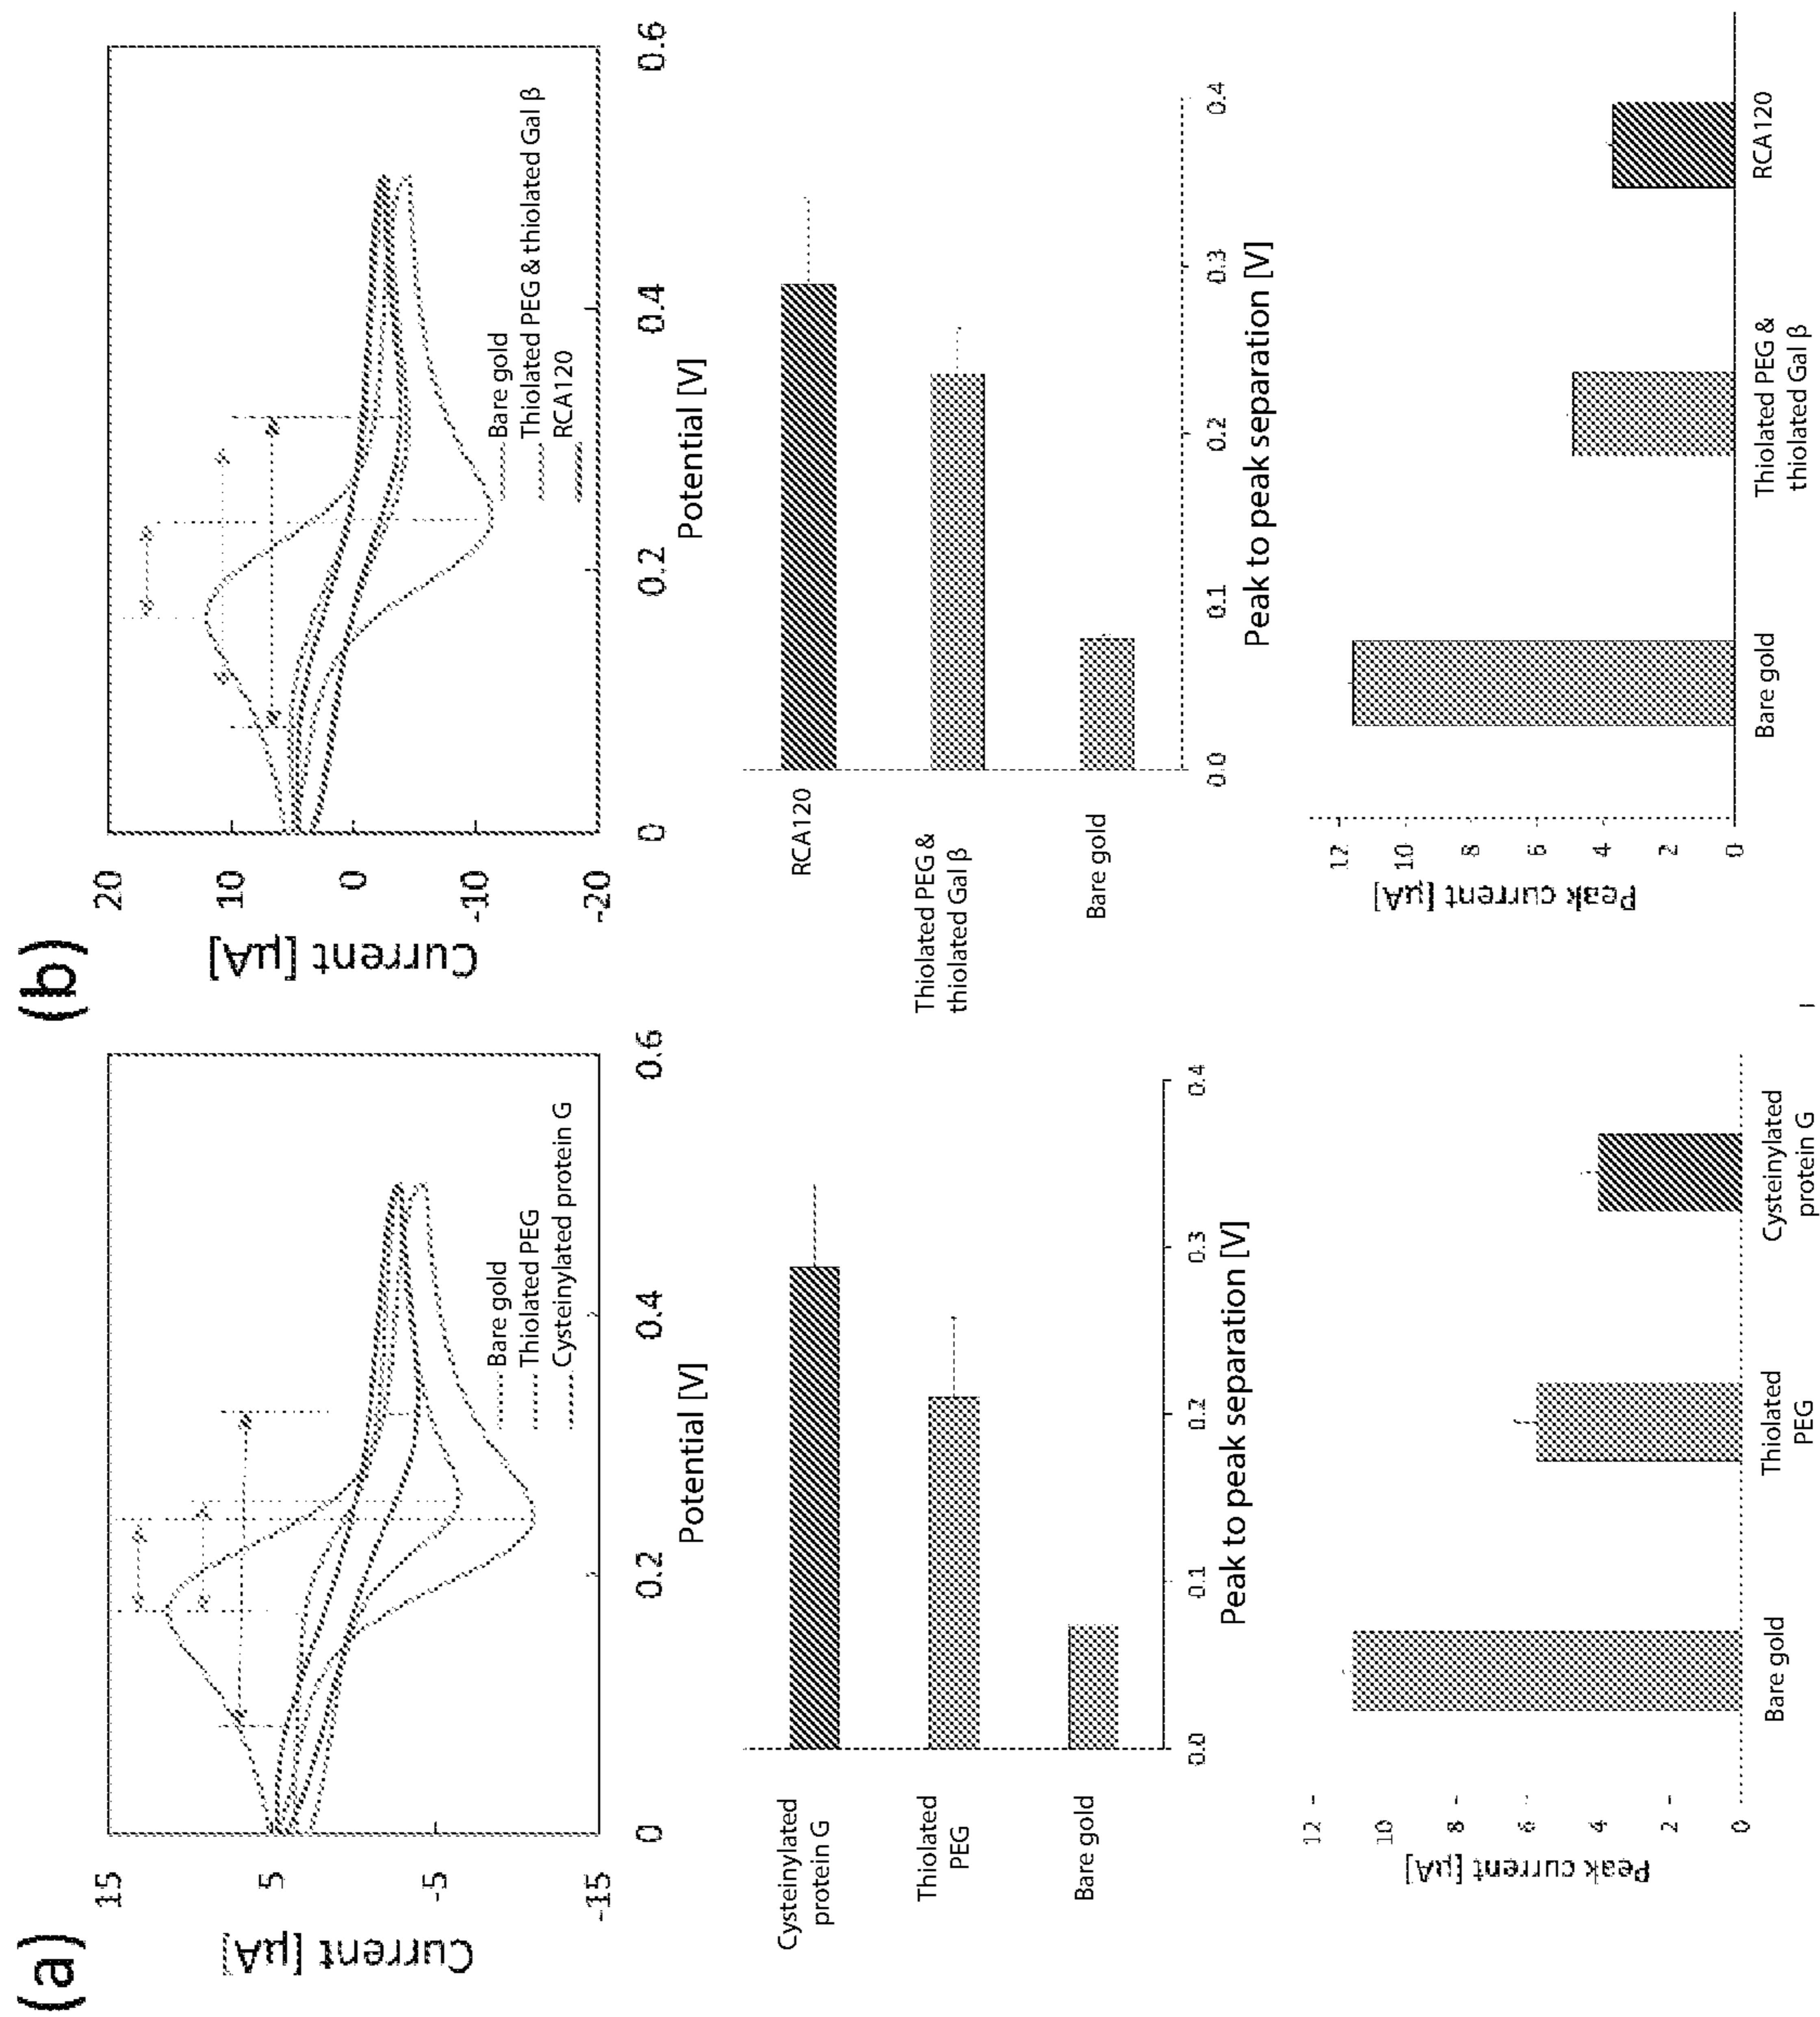 (a)
15
5
-5
-15
Current [µA]
0
0.2
0.4
0.6
Potential [V]
Bare gold
Thiolated PEG
Cysteinylated protein G
Cysteinylated
protein G
Thiolated
PEG
Bare gold
0.0
0.1
0.2
0.3
0.4
Peak to peak separation [V]
12
10
8
6
4
2
0
Peak current [µA]
Bare gold
Thiolated
PEG
Cysteinylated
protein G
(b)
20
10
0
-10
-20
Current [µA]
0
0.2
0.4
0.6
Potential [V]
Bare gold
Thiolated PEG & thiolated Gal β
RCA120
RCA120
Thiolated PEG &
thiolated Gal β
Bare gold
0.0
0.1
0.2
0.3
0.4
Peak to peak separation [V]
12
10
8
6
4
2
0
Peak current [µA]
Bare gold
Thiolated PEG &
thiolated Gal β
RCA120